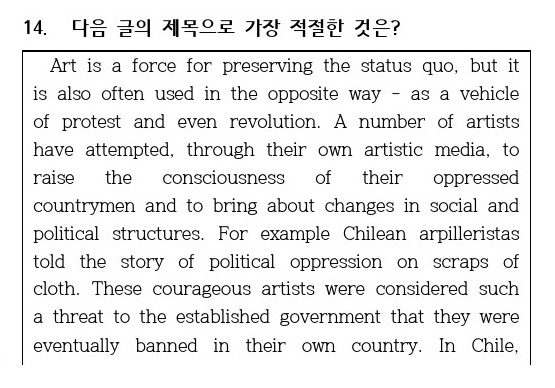 14. 다음 글의 제목으로 가장 적절한 것은?
Art is a force for preserving the status quo, but it
is also often used in the opposite way - as a vehicle
of protest and even revolution. A number of artists
have attempted, through their own artistic media, to
raise the consciousness of their oppressed
countrymen and to bring about changes in social and
political structures. For example Chilean arpilleristas
told the story of political oppression on scraps of
cloth. These courageous artists were considered such
a threat to the established government that they were
eventually banned in their own country. In Chile,